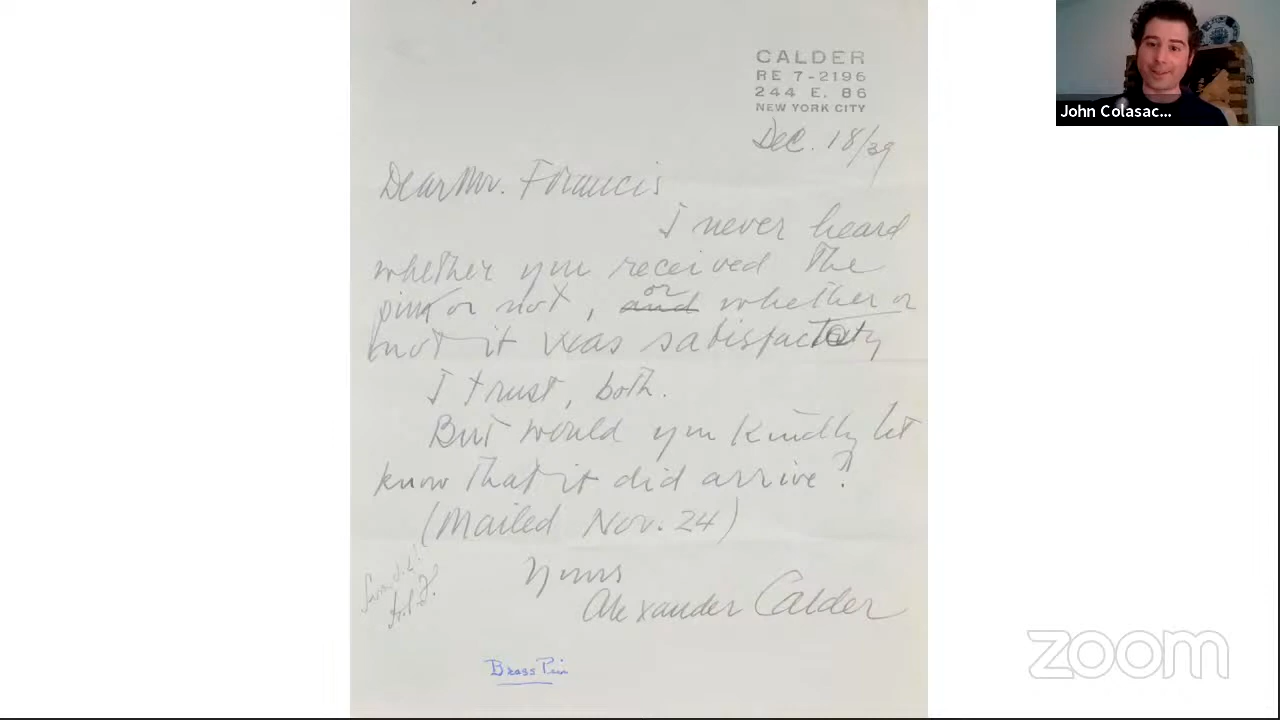 CALDER
RE 7-2196
244 E. 86
NEW YORK CITY
Dec. 18/39
Dear Mr. Francis
I never heard
whether you received the
pin or not, and or whether or
not it was satisfactory
I trust, both.
But would you kindly let
know that it did arrive?
(Mailed Nov. 24)
Yours
Alexander Calder
Brass Pin
John Colasac...
zoom